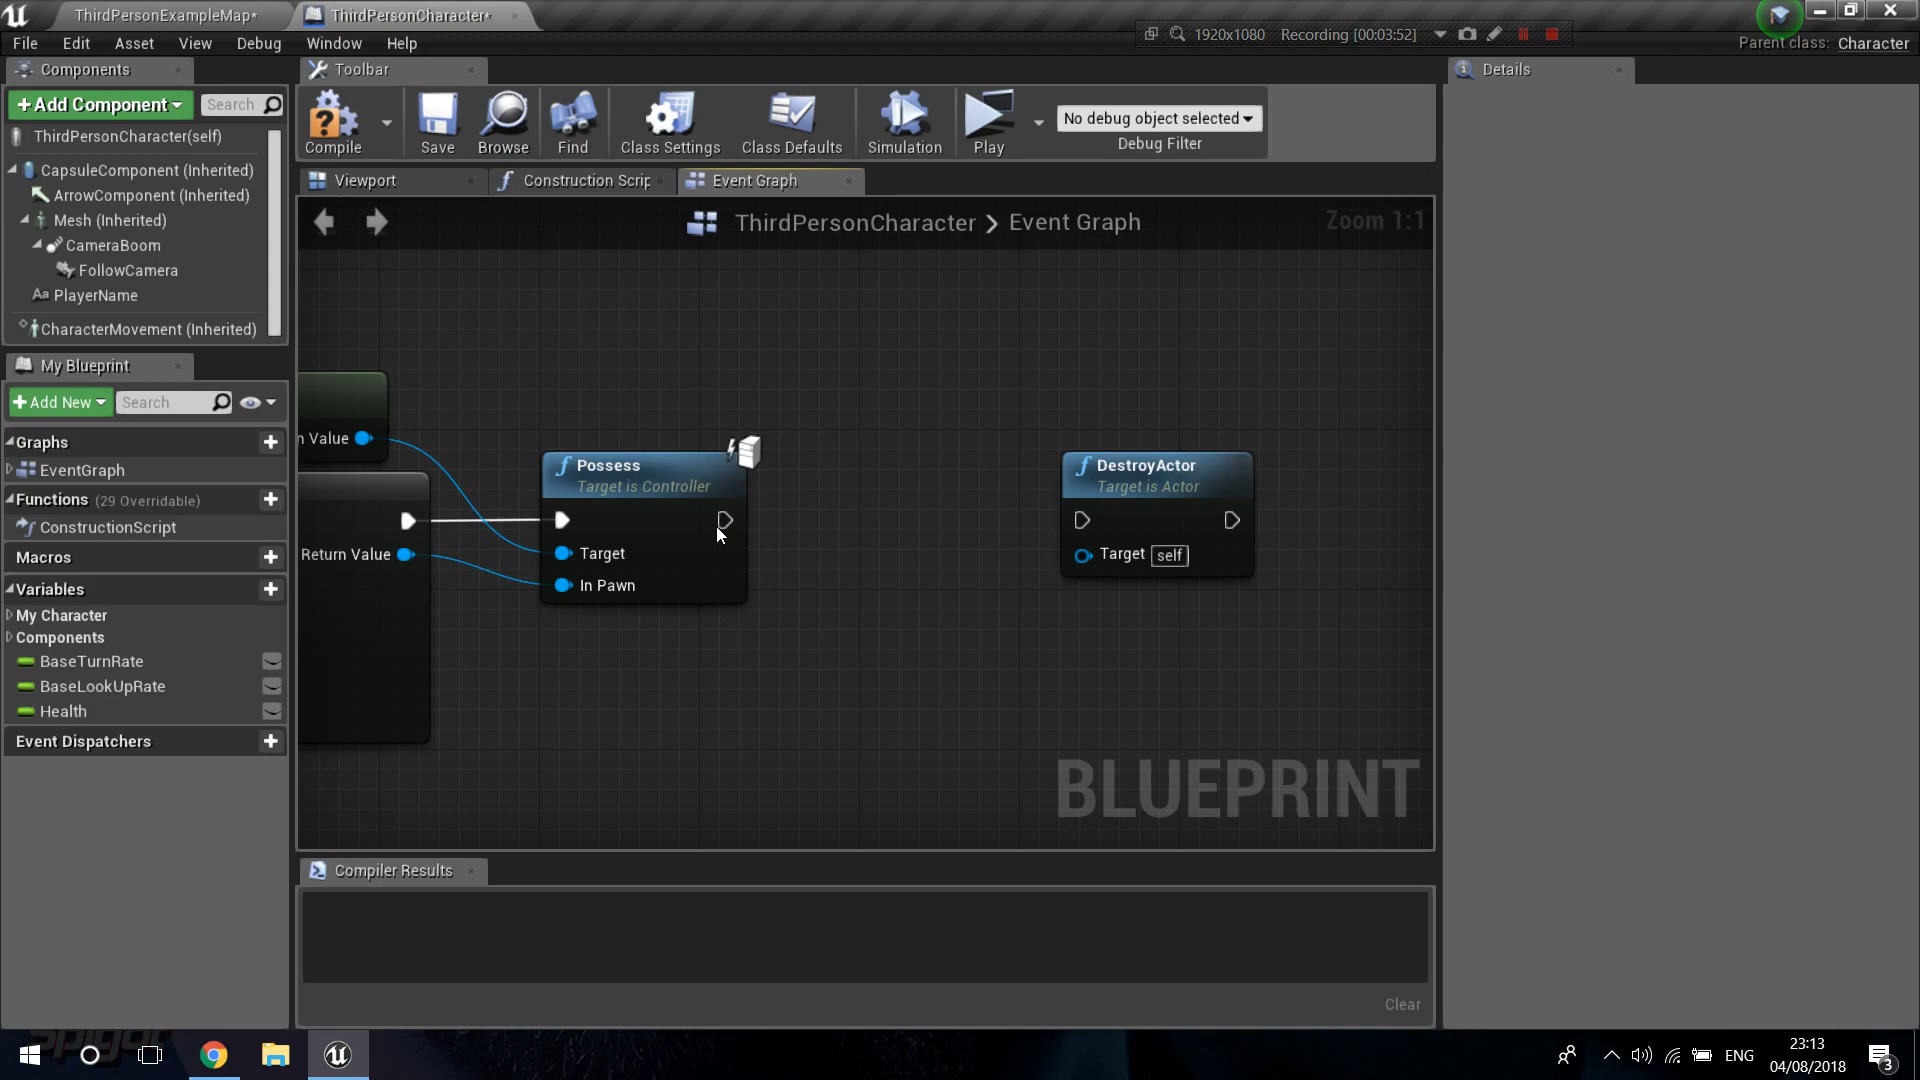 ThirdPersonExampleMap*
ThirdPersonCharacter*
1920x1080 Recording [00:03:52]
File Edit Asset View Debug Window Help
Parent class: Character
Components
Toolbar
Details
+Add Component
Search
ThirdPersonCharacter(self)
CapsuleComponent (Inherited)
ArrowComponent (Inherited)
Mesh (Inherited)
CameraBoom
FollowCamera
PlayerName
CharacterMovement (Inherited)
Compile
Save
Browse
Find
Class Settings
Class Defaults
Simulation
Play
No debug object selected
Debug Filter
Viewport
Construction Scrip
Event Graph
ThirdPersonCharacter > Event Graph
Zoom 1:1
My Blueprint
+Add New
Search
Graphs
EventGraph
Functions (29 Overridable)
ConstructionScript
Macros
Variables
My Character
Components
BaseTurnRate
BaseLookUpRate
Health
Event Dispatchers
n Value
Return Value
f Possess
Target is Controller
Target
In Pawn
f DestroyActor
Target is Actor
Target self
BLUEPRINT
Compiler Results
Clear
ENG
23:13
04/08/2018
3